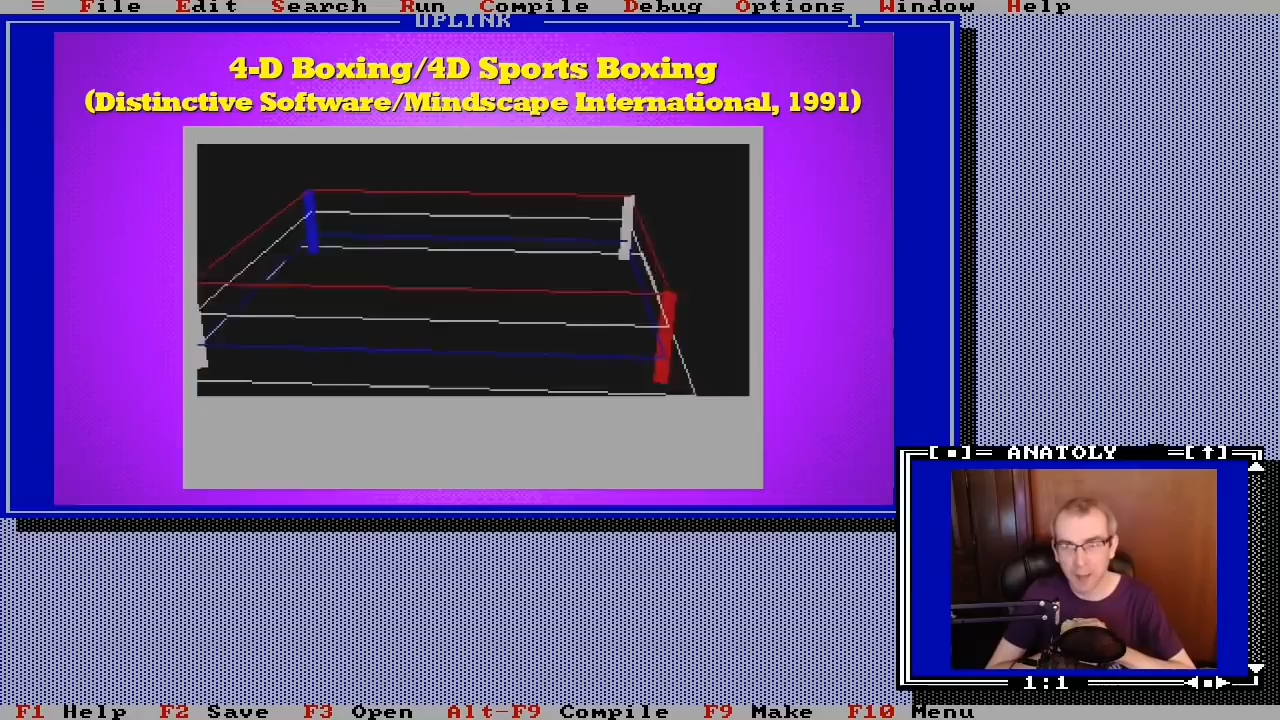 ≡ File Edit Search Run Compile Debug Options Window Help
UPLINK 1
4-D Boxing/4D Sports Boxing
(Distinctive Software/Mindscape International, 1991)
[▪] ANATOLY [↑]
1:1
F1 Help F2 Save F3 Open Alt-F9 Compile F9 Make F10 Menu